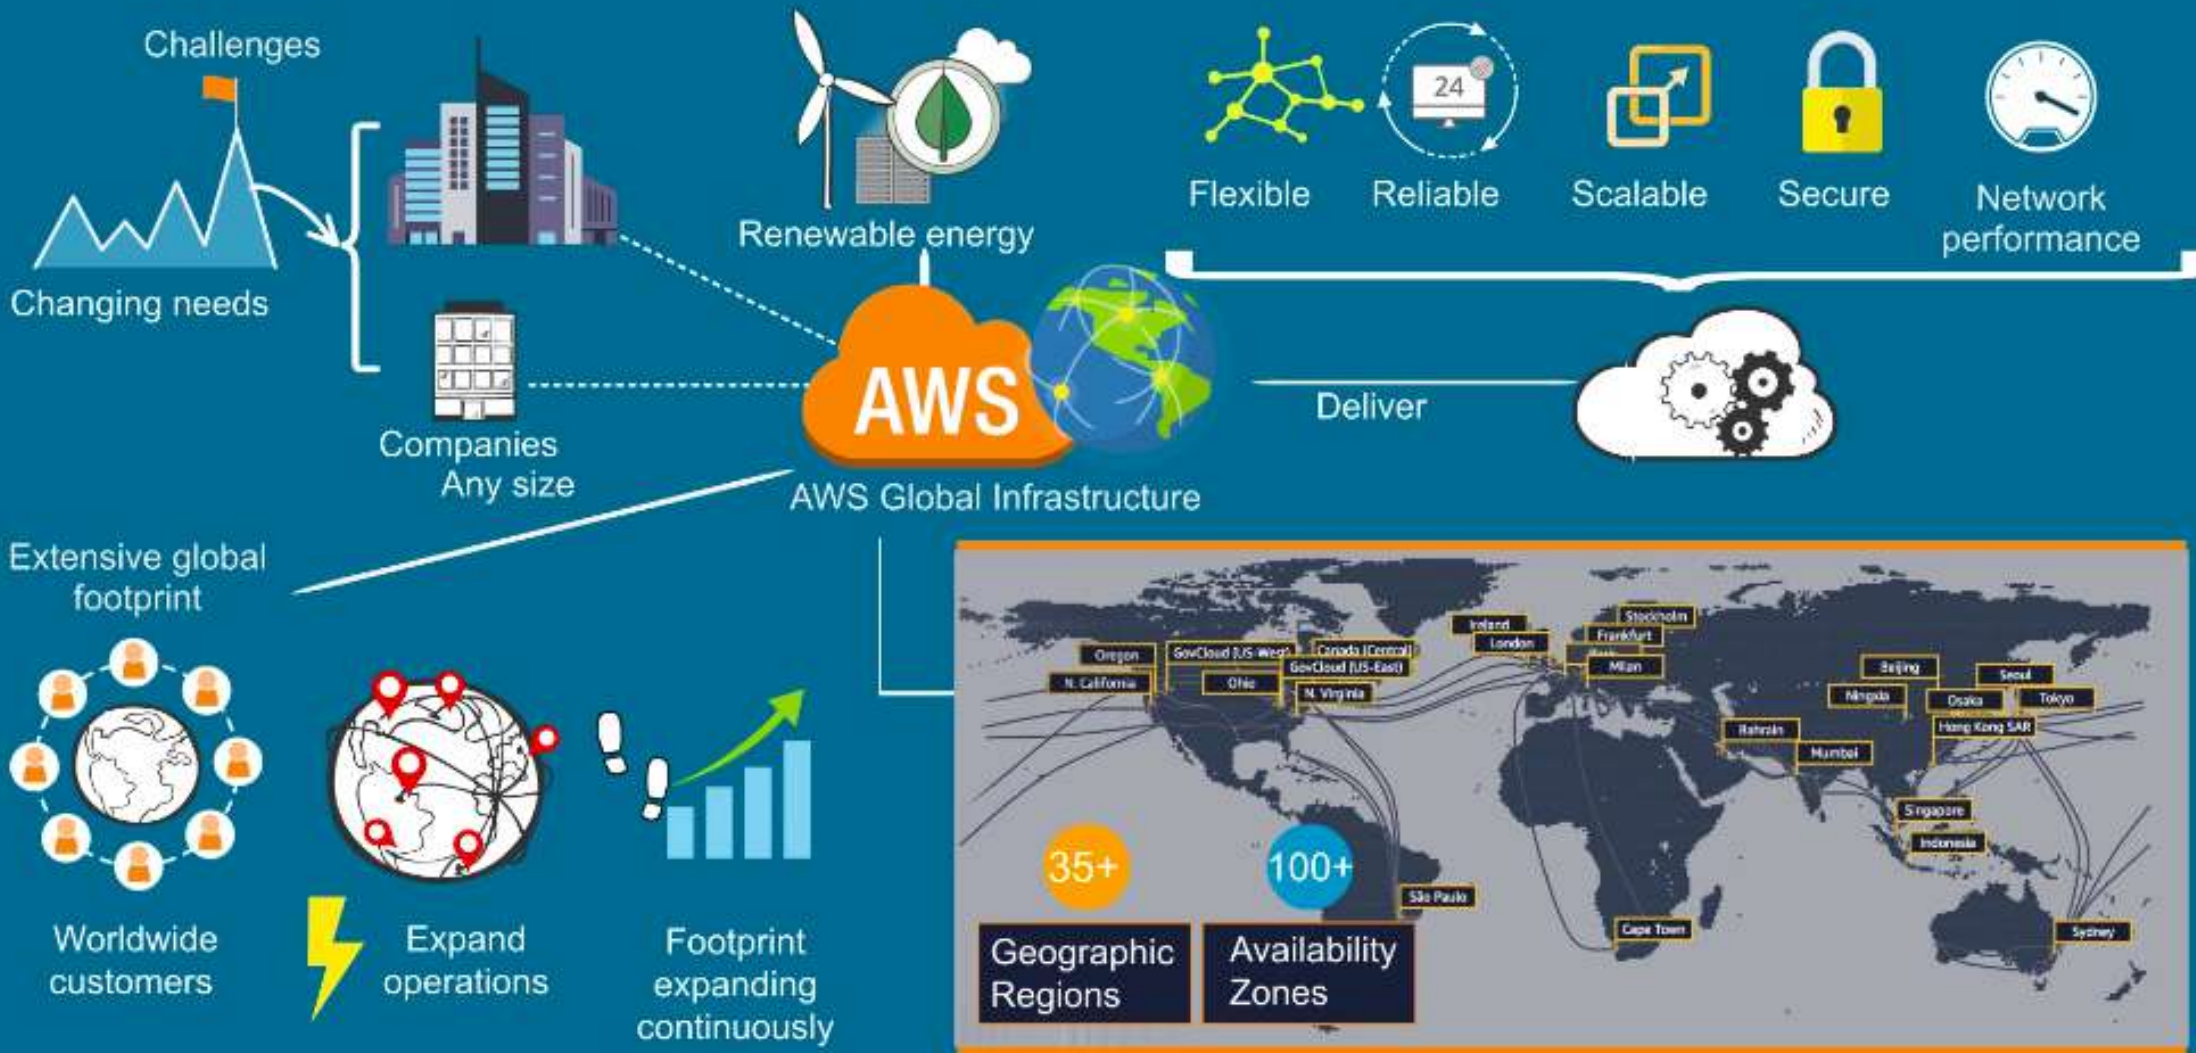 Challenges
Changing needs
Companies
Any size
Renewable energy
24
Flexible
Reliable
Scalable
Secure
Network
performance
AWS
AWS Global Infrastructure
Deliver
Extensive global
footprint
Worldwide
customers
Expand
operations
Footprint
expanding
continuously
Oregon
N. California
GovCloud (US-West)
Ohio
Canada (Central)
GovCloud (US-East)
N. Virginia
Ireland
London
Stockholm
Frankfurt
Milan
Bahrain
Mumbai
Beijing
Ningxia
Seoul
Osaka
Tokyo
Hong Kong SAR
Singapore
Indonesia
São Paulo
Cape Town
Sydney
35+
Geographic
Regions
100+
Availability
Zones